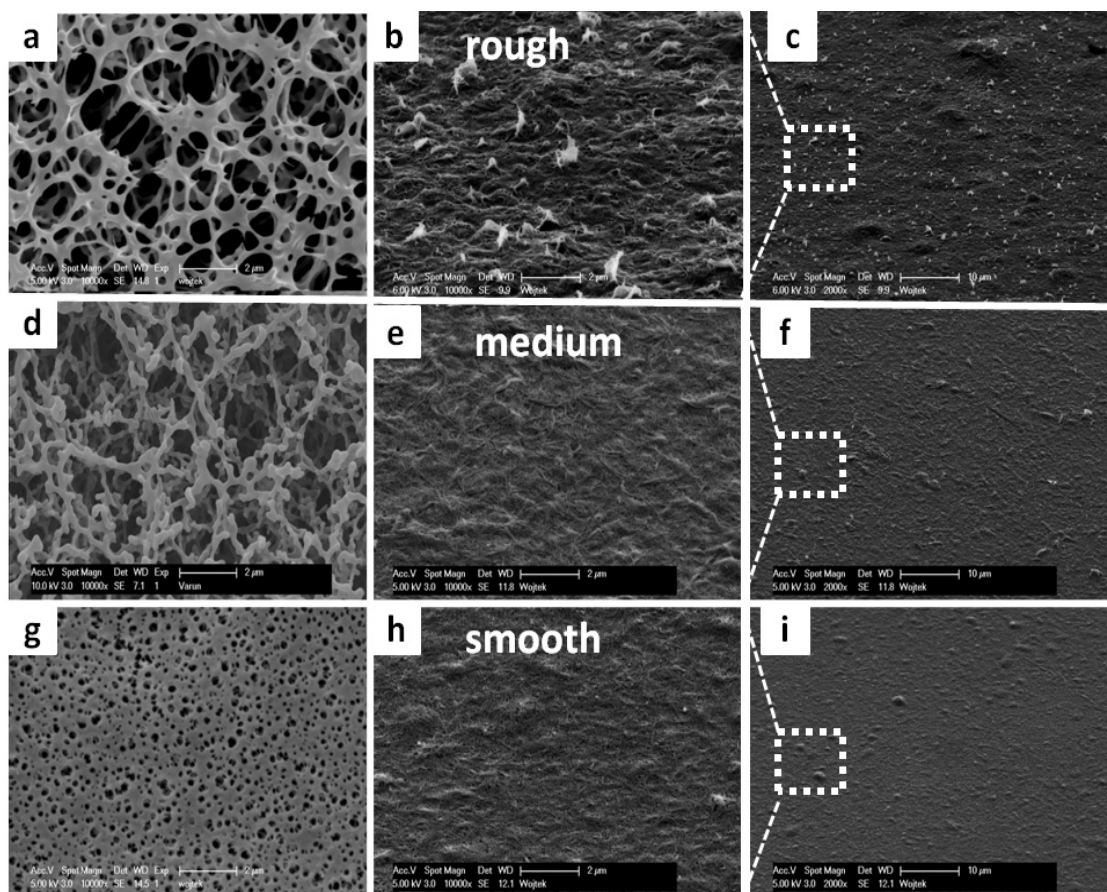 a
b
rough
c
Acc.V Spot Magn Det WD Exp 2 µm
5.00 kV 3.0 10000x SE 14.8 1 wojtek
Acc.V Spot Magn Det WD 2 µm
6.00 kV 3.0 10000x SE 9.9 Wojtek
Acc.V Spot Magn Det WD 10 µm
6.00 kV 3.0 2000x SE 9.9 Wojtek
d
e
medium
f
Acc.V Spot Magn Det WD Exp 2 µm
10.0 kV 3.0 10000x SE 7.1 1 Varun
Acc.V Spot Magn Det WD 2 µm
5.00 kV 3.0 10000x SE 11.8 Wojtek
Acc.V Spot Magn Det WD 10 µm
5.00 kV 3.0 2000x SE 11.8 Wojtek
g
h
smooth
i
Acc.V Spot Magn Det WD Exp 2 µm
5.00 kV 3.0 10000x SE 14.5 1 wojtek
Acc.V Spot Magn Det WD 2 µm
5.00 kV 3.0 10000x SE 12.1 Wojtek
Acc.V Spot Magn Det WD 10 µm
5.00 kV 3.0 2000x SE 12.1 Wojtek